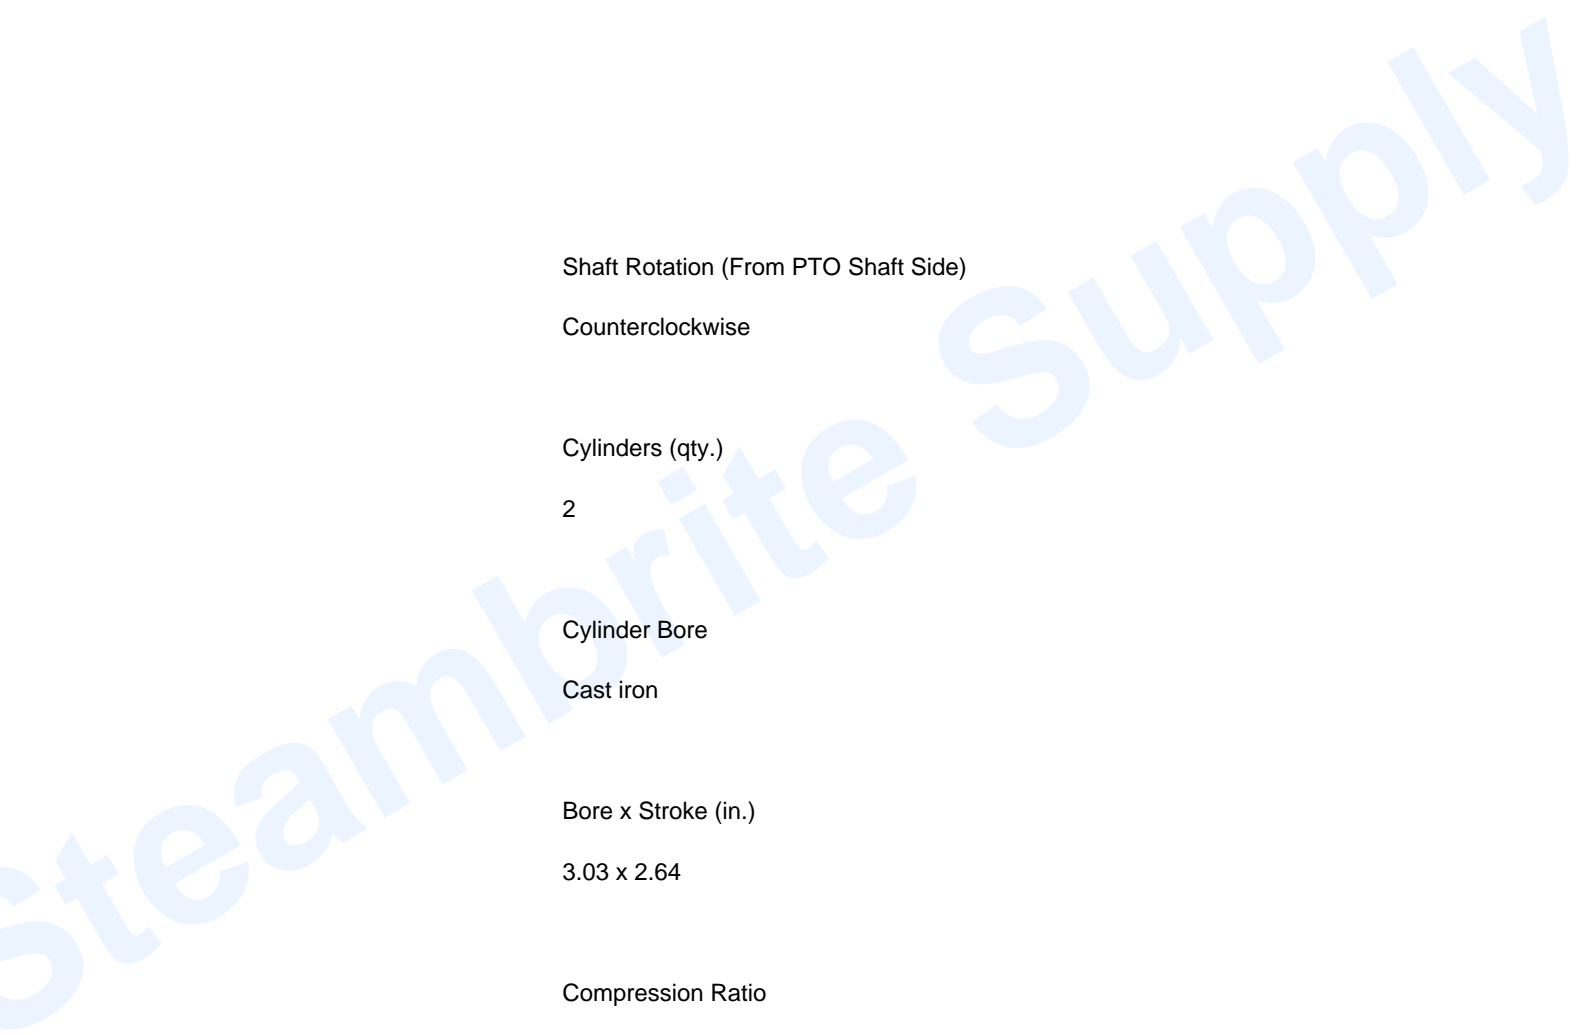 Shaft Rotation (From PTO Shaft Side)
Counterclockwise
Cylinders (qty.)
2
Cylinder Bore
Cast iron
Bore x Stroke (in.)
3.03 x 2.64
Compression Ratio
Steambrite Supply